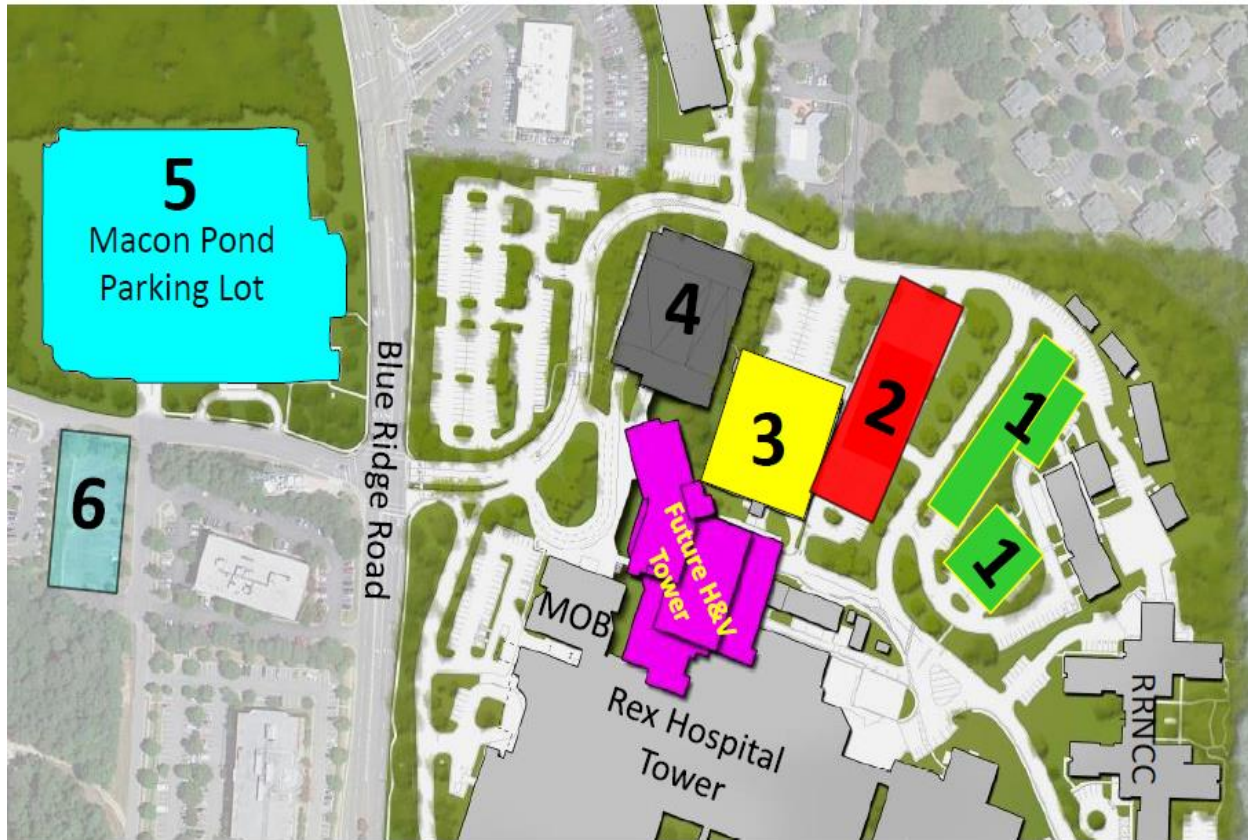 5
Macon Pond
Parking Lot
6
Blue Ridge Road
4
3
2
1
1
Future H&V
Tower
MOB
Rex Hospital
Tower
RRNCC